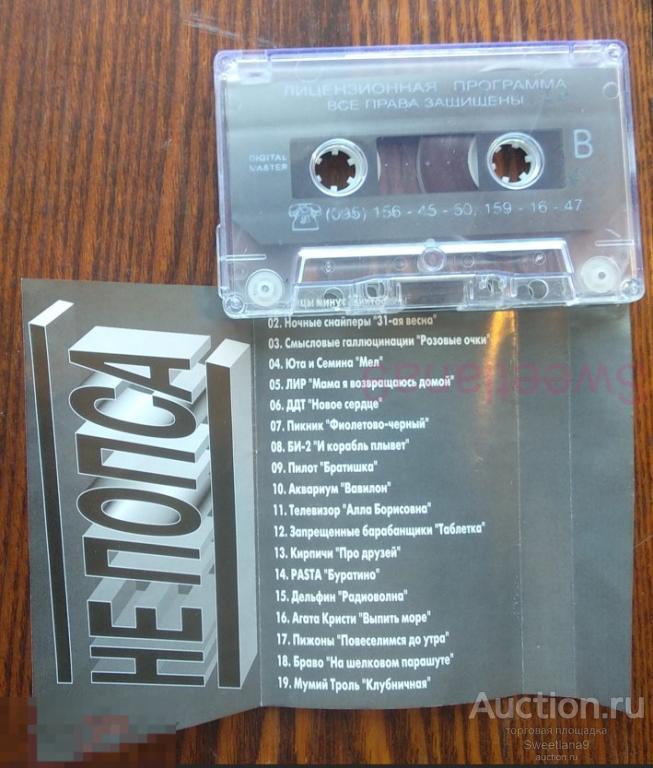 ЛИЦЕНЗИОННАЯ ПРОГРАММА
ВСЕ ПРАВА ЗАЩИЩЕНЫ
DIGITAL
MASTER
B
(095) 156 - 45 - 50, 159 - 16 - 47
НЕ ПОПСА
минус
02. Ночные снайперы "31-ая весна"
03. Смысловые галлюцинации "Розовые очки"
04. Юта и Семина "Мел"
05. ЛИР "Мама я возвращаюсь домой"
06. ДДТ "Новое сердце"
07. Пикник "Фиолетово-черный"
08. БИ-2 "И корабль плывет"
09. Пилот "Братишка"
10. Аквариум "Вавилон"
11. Телевизор "Алла Борисовна"
12. Запрещенные барабанщики "Таблетка"
13. Кирпичи "Про друзей"
14. PASTA "Буратино"
15. Дельфин "Радиоволна"
16. Агата Кристи "Выпить море"
17. Пижоны "Повеселимся до утра"
18. Браво "На шелковом парашуте"
19. Мумий Троль "Клубничная"
Sweetlana9
Auction.ru
торговая площадка
Sweetlana9
auction.ru